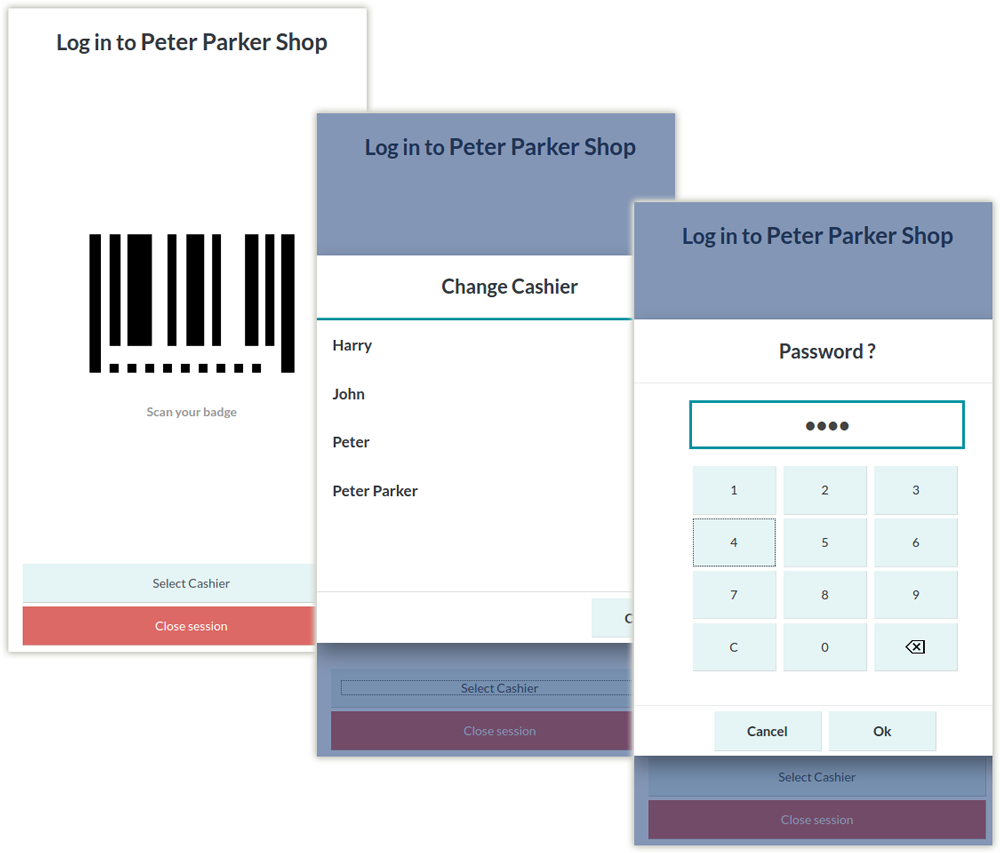 Log in to Peter Parker Shop
Scan your badge
Select Cashier
Close session
Log in to Peter Parker Shop
Change Cashier
Harry
John
Peter
Peter Parker
C
Select Cashier
Close session
Log in to Peter Parker Shop
Password ?
●●●●
1 2 3
4 5 6
7 8 9
C 0
Cancel Ok
Select Cashier
Close session